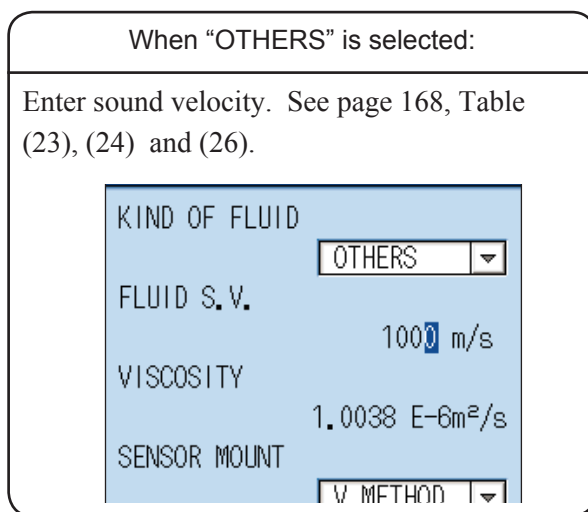 When “OTHERS” is selected:
Enter sound velocity.  See page 168, Table
(23), (24)  and (26).
KIND OF FLUID
OTHERS
FLUID S.V.
1000 m/s
VISCOSITY
1.0038 E-6m²/s
SENSOR MOUNT
V METHOD